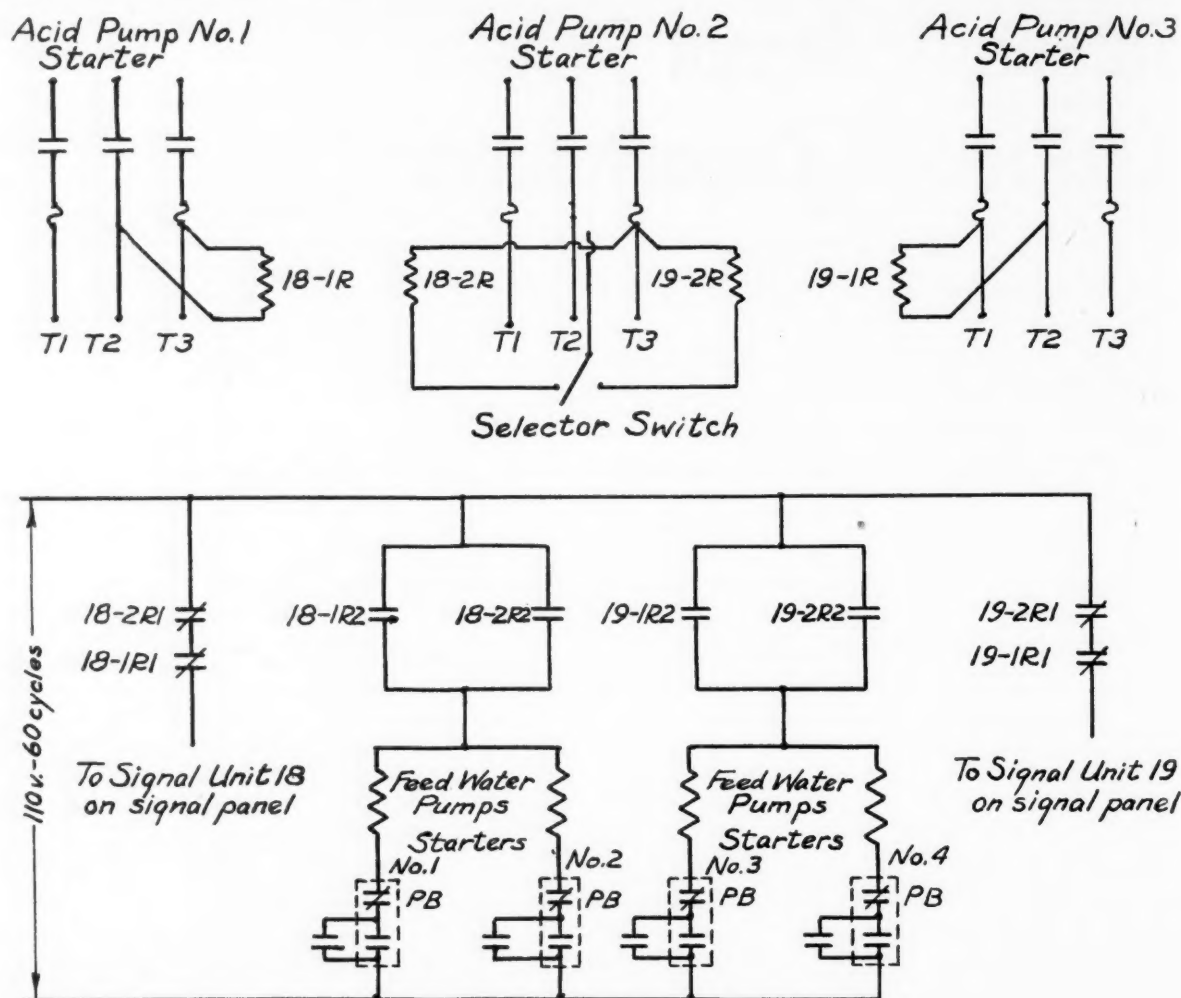 Acid Pump No.1
Starter
Acid Pump No.2
Starter
Acid Pump No.3
Starter
18-1R
18-2R
19-2R
19-1R
T1 T2 T3
T1 T2 T3
T1 T2 T3
Selector Switch
110v.-60cycles
18-2R1
18-1R1
18-1R2
18-2R2
19-1R2
19-2R2
19-2R1
19-1R1
To Signal Unit 18
on signal panel
Feed Water
Pumps
Starters
Feed Water
Pumps
Starters
To Signal Unit 19
on signal panel
No.1
No.2
No.3
No.4
PB
PB
PB
PB